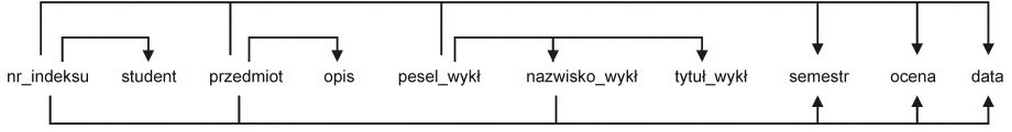 nr_indeksu student przedmiot opis pesel_wykł nazwisko_wykł tytuł_wykł semestr ocena data